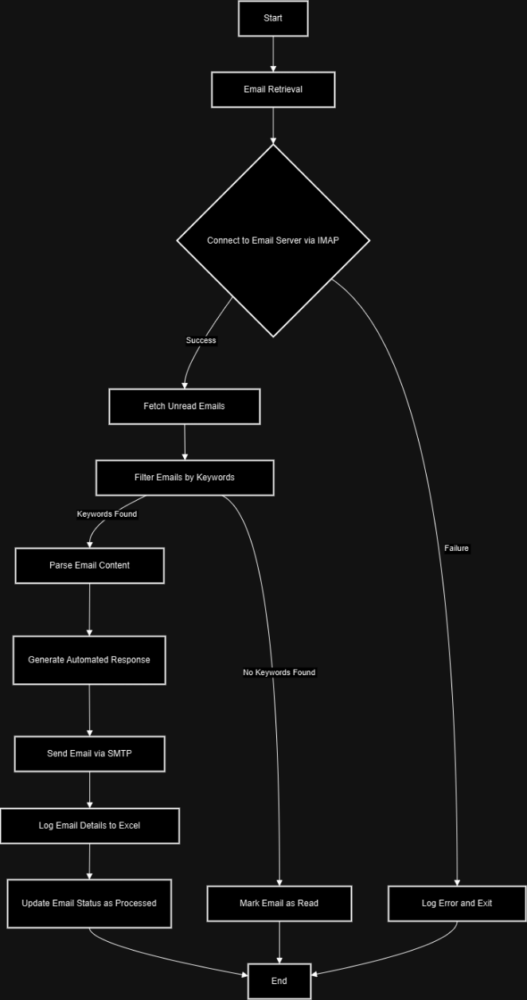 Start
Email Retrieval
Connect to Email Server via IMAP
Success
Fetch Unread Emails
Filter Emails by Keywords
Keywords Found
Failure
Parse Email Content
Generate Automated Response
No Keywords Found
Send Email via SMTP
Log Email Details to Excel
Update Email Status as Processed
Mark Email as Read
Log Error and Exit
End